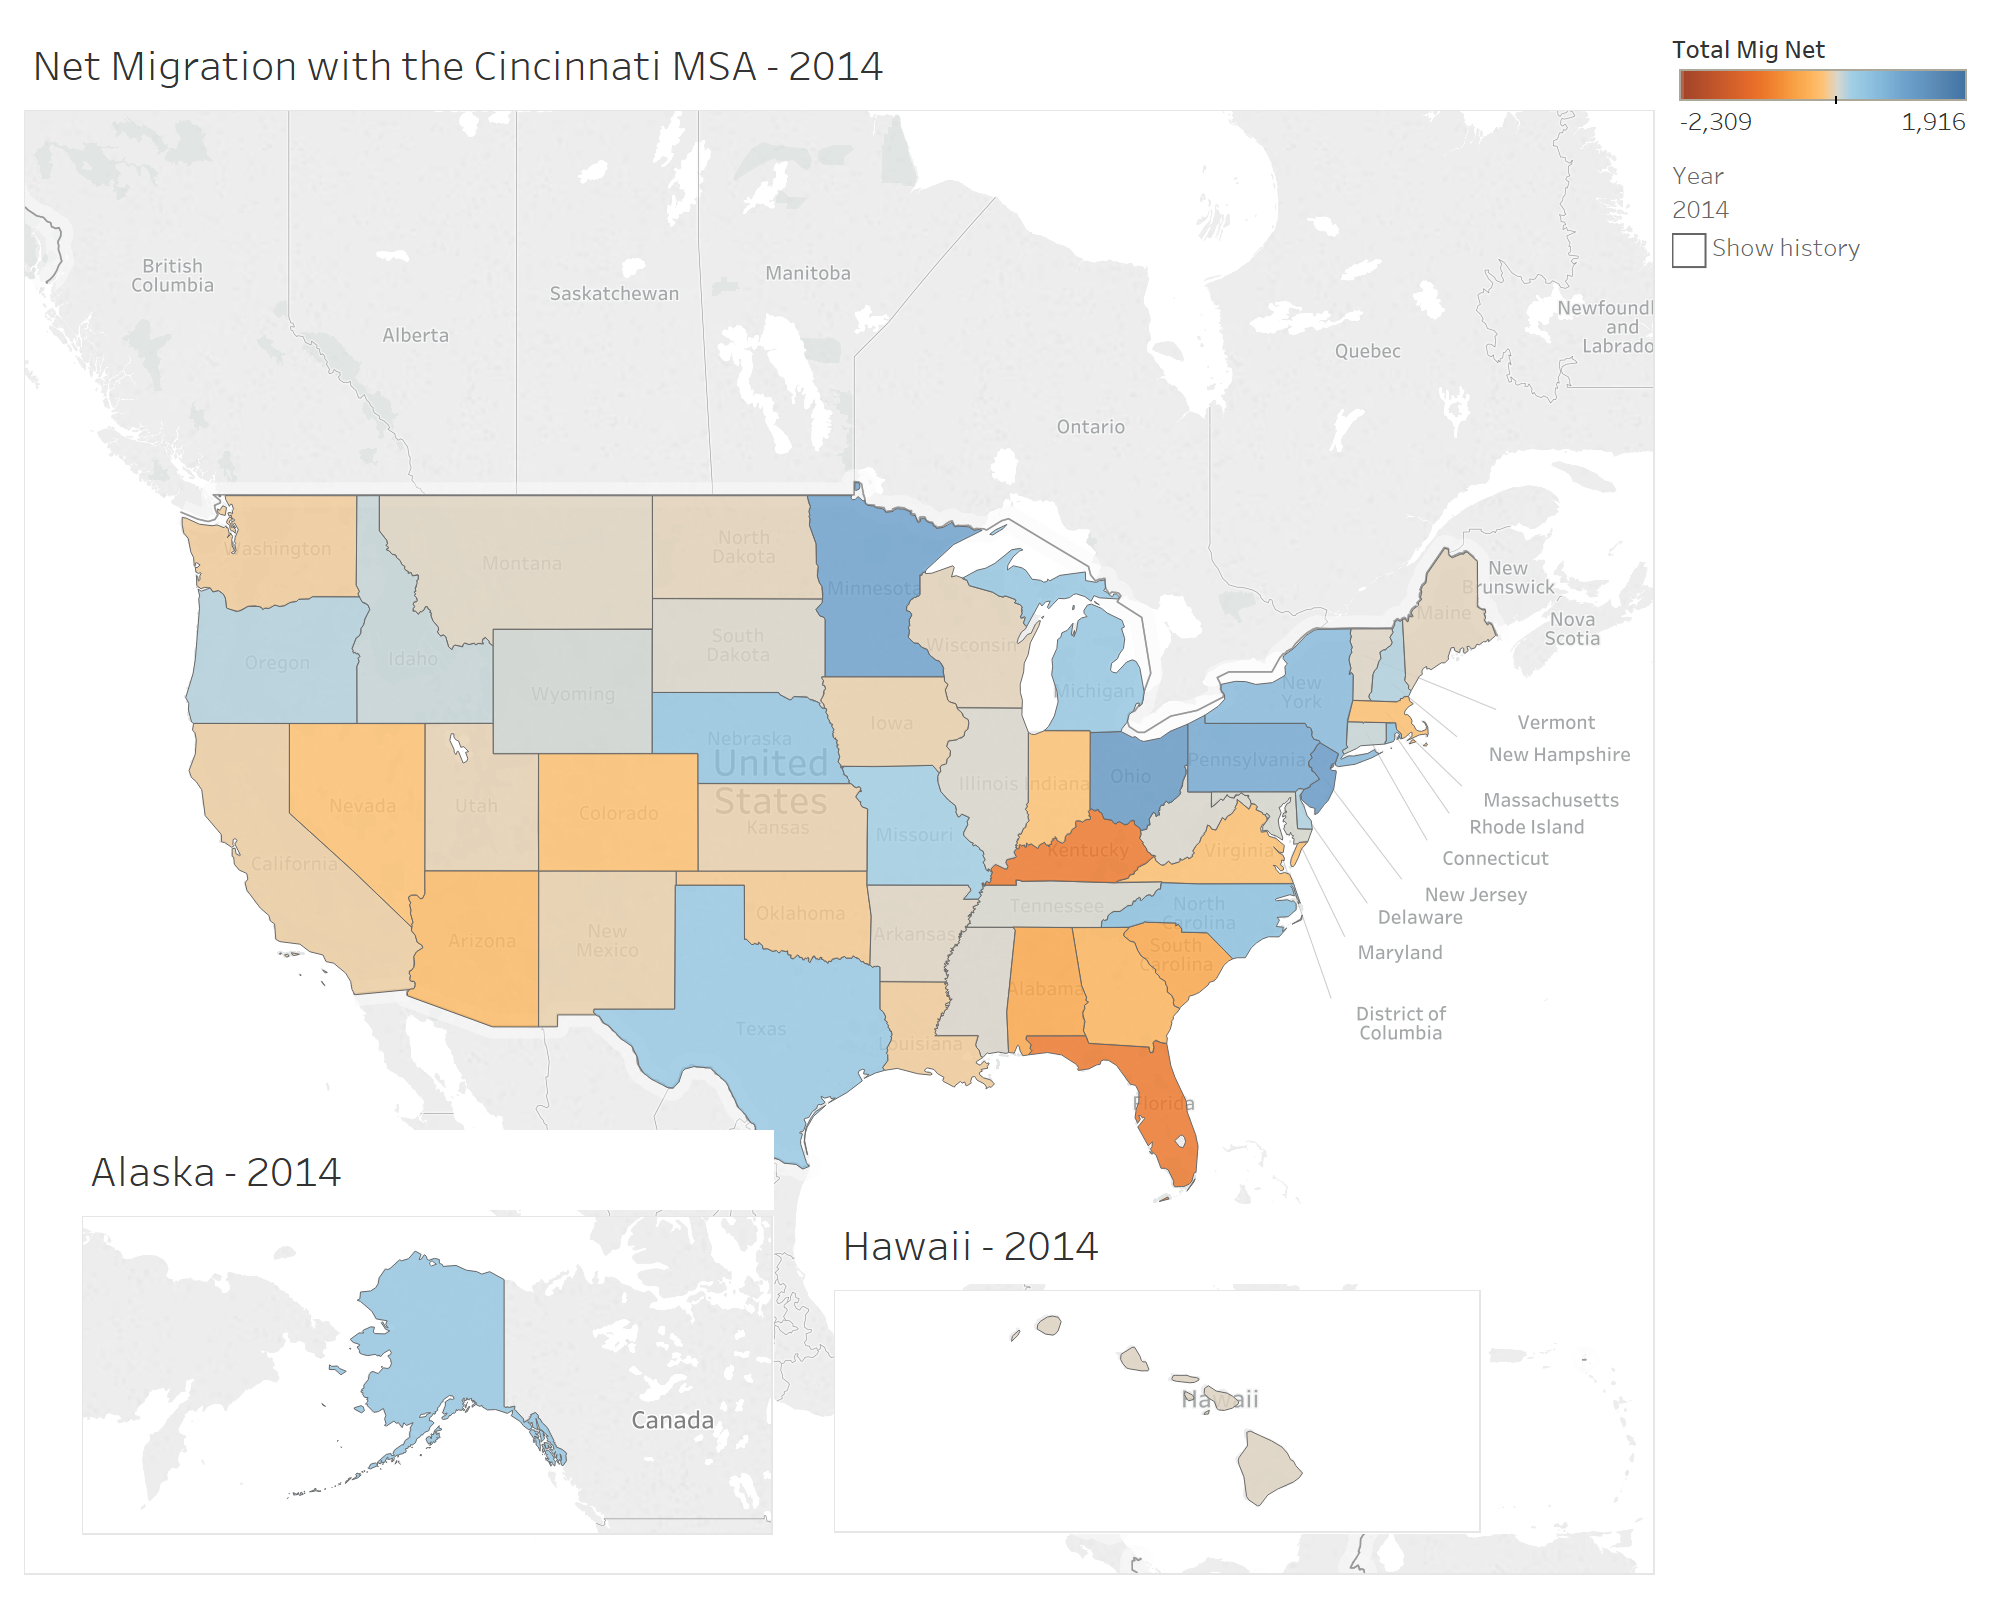 Net Migration with the Cincinnati MSA - 2014
Total Mig Net
-2,309
1,916
Year
2014
Show history
British
Columbia
Alberta
Saskatchewan
Manitoba
Ontario
Quebec
Newfoundl
and
Labrado
New
Brunswick
Nova
Scotia
Washington
Montana
North
Dakota
Minnesota
Oregon
Idaho
South
Dakota
Wisconsin
Michigan
Maine
New
York
Wyoming
Nebraska
United
States
Iowa
Nevada
Utah
Colorado
Kansas
Missouri
Illinois
Indiana
Ohio
Pennsylvania
California
Kentucky
Virginia
Arizona
New
Mexico
Oklahoma
Arkansas
Tennessee
North
Carolina
South
Carolina
Alabama
Texas
Louisiana
Florida
Vermont
New Hampshire
Massachusetts
Rhode Island
Connecticut
New Jersey
Delaware
Maryland
District of
Columbia
Alaska - 2014
Canada
Hawaii - 2014
Hawaii